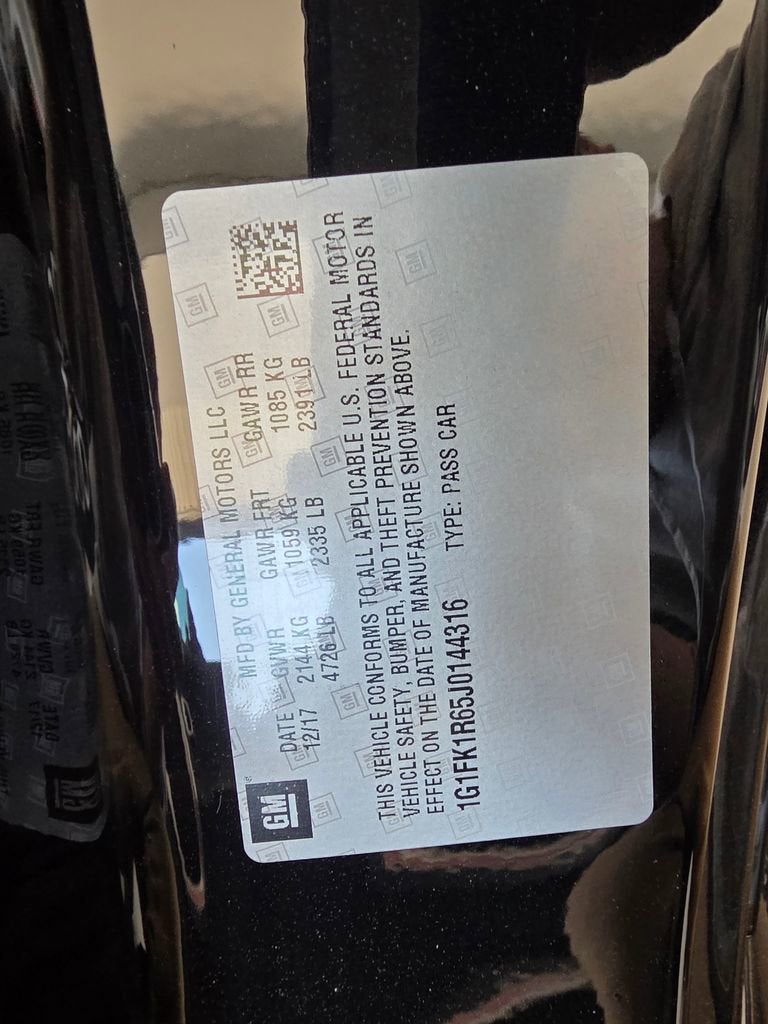 GM
MFD BY GENERAL MOTORS LLC
DATE GVWR GAWR FRT GAWR RR
12/17 2144 KG 1059 KG 1085 KG
4726 LB 2335 LB 2391 LB
THIS VEHICLE CONFORMS TO ALL APPLICABLE U.S. FEDERAL MOTOR
VEHICLE SAFETY, BUMPER, AND THEFT PREVENTION STANDARDS IN
EFFECT ON THE DATE OF MANUFACTURE SHOWN ABOVE.
1G1FK1R65J0144316 TYPE: PASS CAR